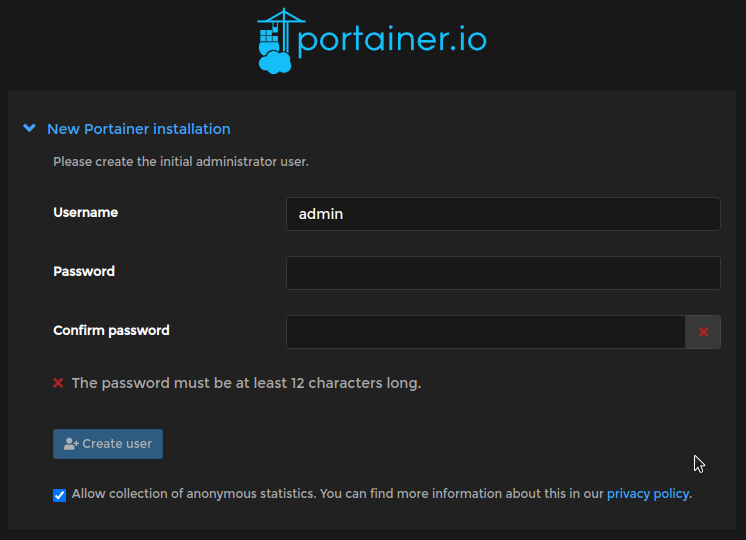 portainer.io
New Portainer installation
Please create the initial administrator user.
Username
admin
Password
Confirm password
The password must be at least 12 characters long.
Create user
Allow collection of anonymous statistics. You can find more information about this in our privacy policy.